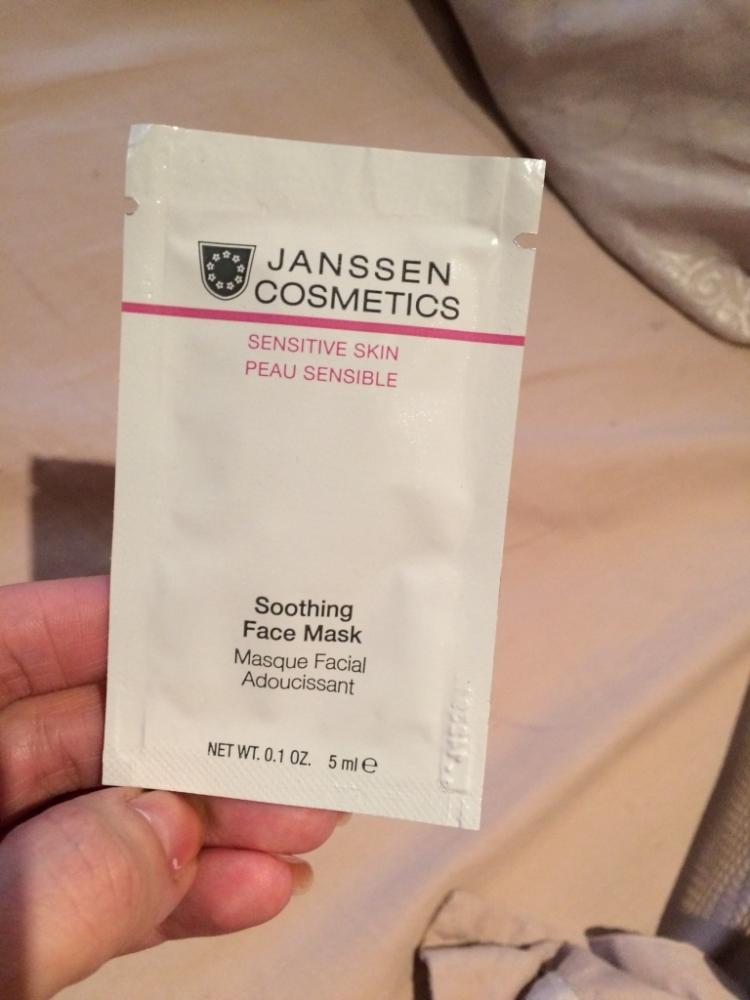 JANSSEN
COSMETICS
SENSITIVE SKIN
PEAU SENSIBLE
Soothing
Face Mask
Masque Facial
Adoucissant
NET WT. 0.1 OZ. 5 ml ℮